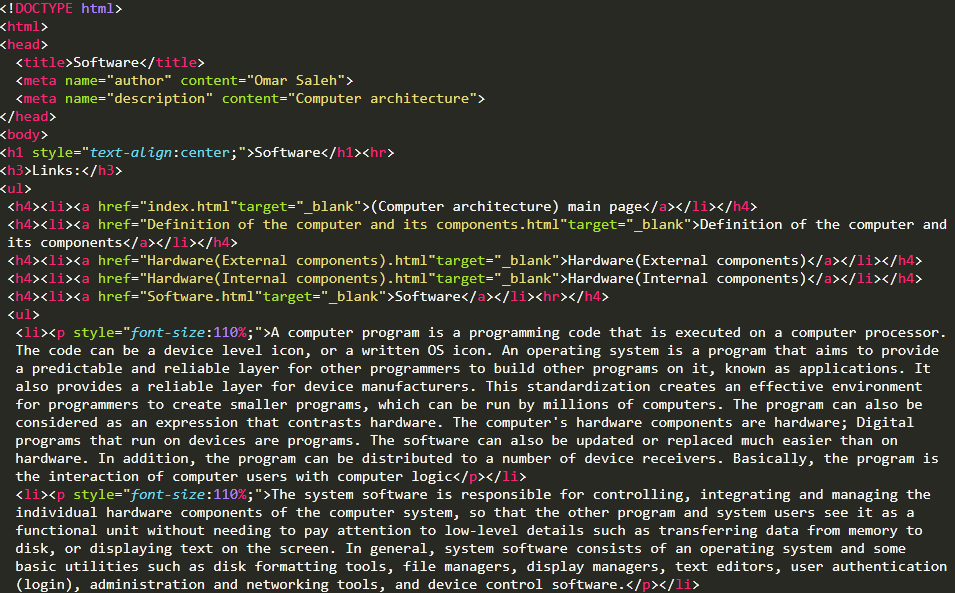 <!DOCTYPE html>
<html>
<head>
<title>Software</title>
<meta name="author" content="Omar Saleh">
<meta name="description" content="Computer architecture">
</head>
<body>
<h1 style="text-align:center;">Software</h1><hr>
<h3>Links:</h3>
<ul>
<h4><li><a href="index.html"target="_blank">(Computer architecture) main page</a></li></h4>
<h4><li><a href="Definition of the computer and its components.html"target="_blank">Definition of the computer and
its components</a></li></h4>
<h4><li><a href="Hardware(External components).html"target="_blank">Hardware(External components)</a></li></h4>
<h4><li><a href="Hardware(Internal components).html"target="_blank">Hardware(Internal components)</a></li></h4>
<h4><li><a href="Software.html"target="_blank">Software</a></li><hr></h4>
<ul>
<li><p style="font-size:110%;">A computer program is a programming code that is executed on a computer processor.
The code can be a device level icon, or a written OS icon. An operating system is a program that aims to provide
a predictable and reliable layer for other programmers to build other programs on it, known as applications. It
also provides a reliable layer for device manufacturers. This standardization creates an effective environment
for programmers to create smaller programs, which can be run by millions of computers. The program can also be
considered as an expression that contrasts hardware. The computer's hardware components are hardware; Digital
programs that run on devices are programs. The software can also be updated or replaced much easier than on
hardware. In addition, the program can be distributed to a number of device receivers. Basically, the program is
the interaction of computer users with computer logic</p></li>
<li><p style="font-size:110%;">The system software is responsible for controlling, integrating and managing the
individual hardware components of the computer system, so that the other program and system users see it as a
functional unit without needing to pay attention to low-level details such as transferring data from memory to
disk, or displaying text on the screen. In general, system software consists of an operating system and some
basic utilities such as disk formatting tools, file managers, display managers, text editors, user authentication
(login), administration and networking tools, and device control software.</p></li>